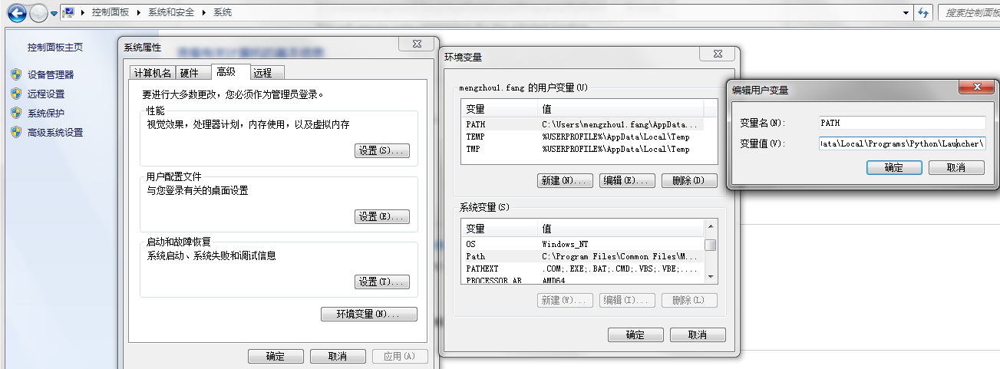 控制面板 系统和安全 系统
搜索控制面板
控制面板主页
设备管理器
远程设置
系统保护
高级系统设置
系统属性
计算机名 硬件 高级 远程
要进行大多数更改，您必须作为管理员登录。
性能
视觉效果，处理器计划，内存使用，以及虚拟内存
设置(S)...
用户配置文件
与您登录有关的桌面设置
设置(E)...
启动和故障恢复
系统启动、系统失败和调试信息
设置(T)...
环境变量(N)...
确定 取消 应用(A)
环境变量
mengzhou1.fang 的用户变量(U)
变量 值
PATH C:\Users\mengzhou1.fang\AppData...
TEMP %USERPROFILE%\AppData\Local\Temp
TMP %USERPROFILE%\AppData\Local\Temp
新建(N)... 编辑(E)... 删除(D)
系统变量(S)
变量 值
OS Windows_NT
Path C:\Program Files\Common Files\M...
PATHEXT .COM;.EXE;.BAT;.CMD;.VBS;.VBE;....
PROCESSOR_AR AMD64
新建(W)... 编辑(I)... 删除(L)
确定 取消
编辑用户变量
变量名(N): PATH
变量值(V): ata\Local\Programs\Python\Launcher\
确定 取消